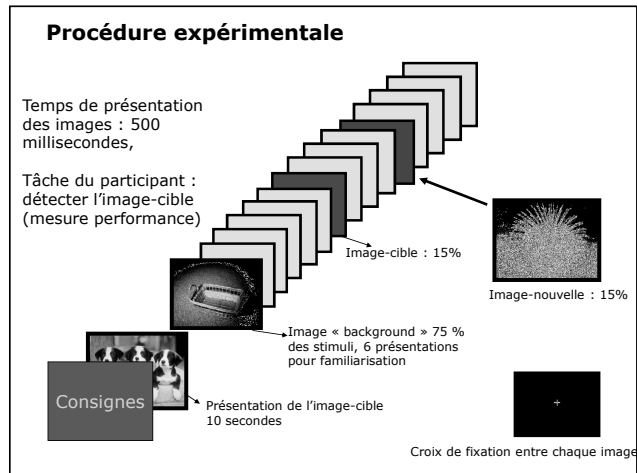 Procédure expérimentale
Temps de présentation
des images : 500
millisecondes,
Tâche du participant :
détecter l’image-cible
(mesure performance)
Image-cible : 15%
Image-nouvelle : 15%
Image « background » 75 %
des stimuli, 6 présentations
pour familiarisation
Consignes
Présentation de l’image-cible
10 secondes
+
Croix de fixation entre chaque image